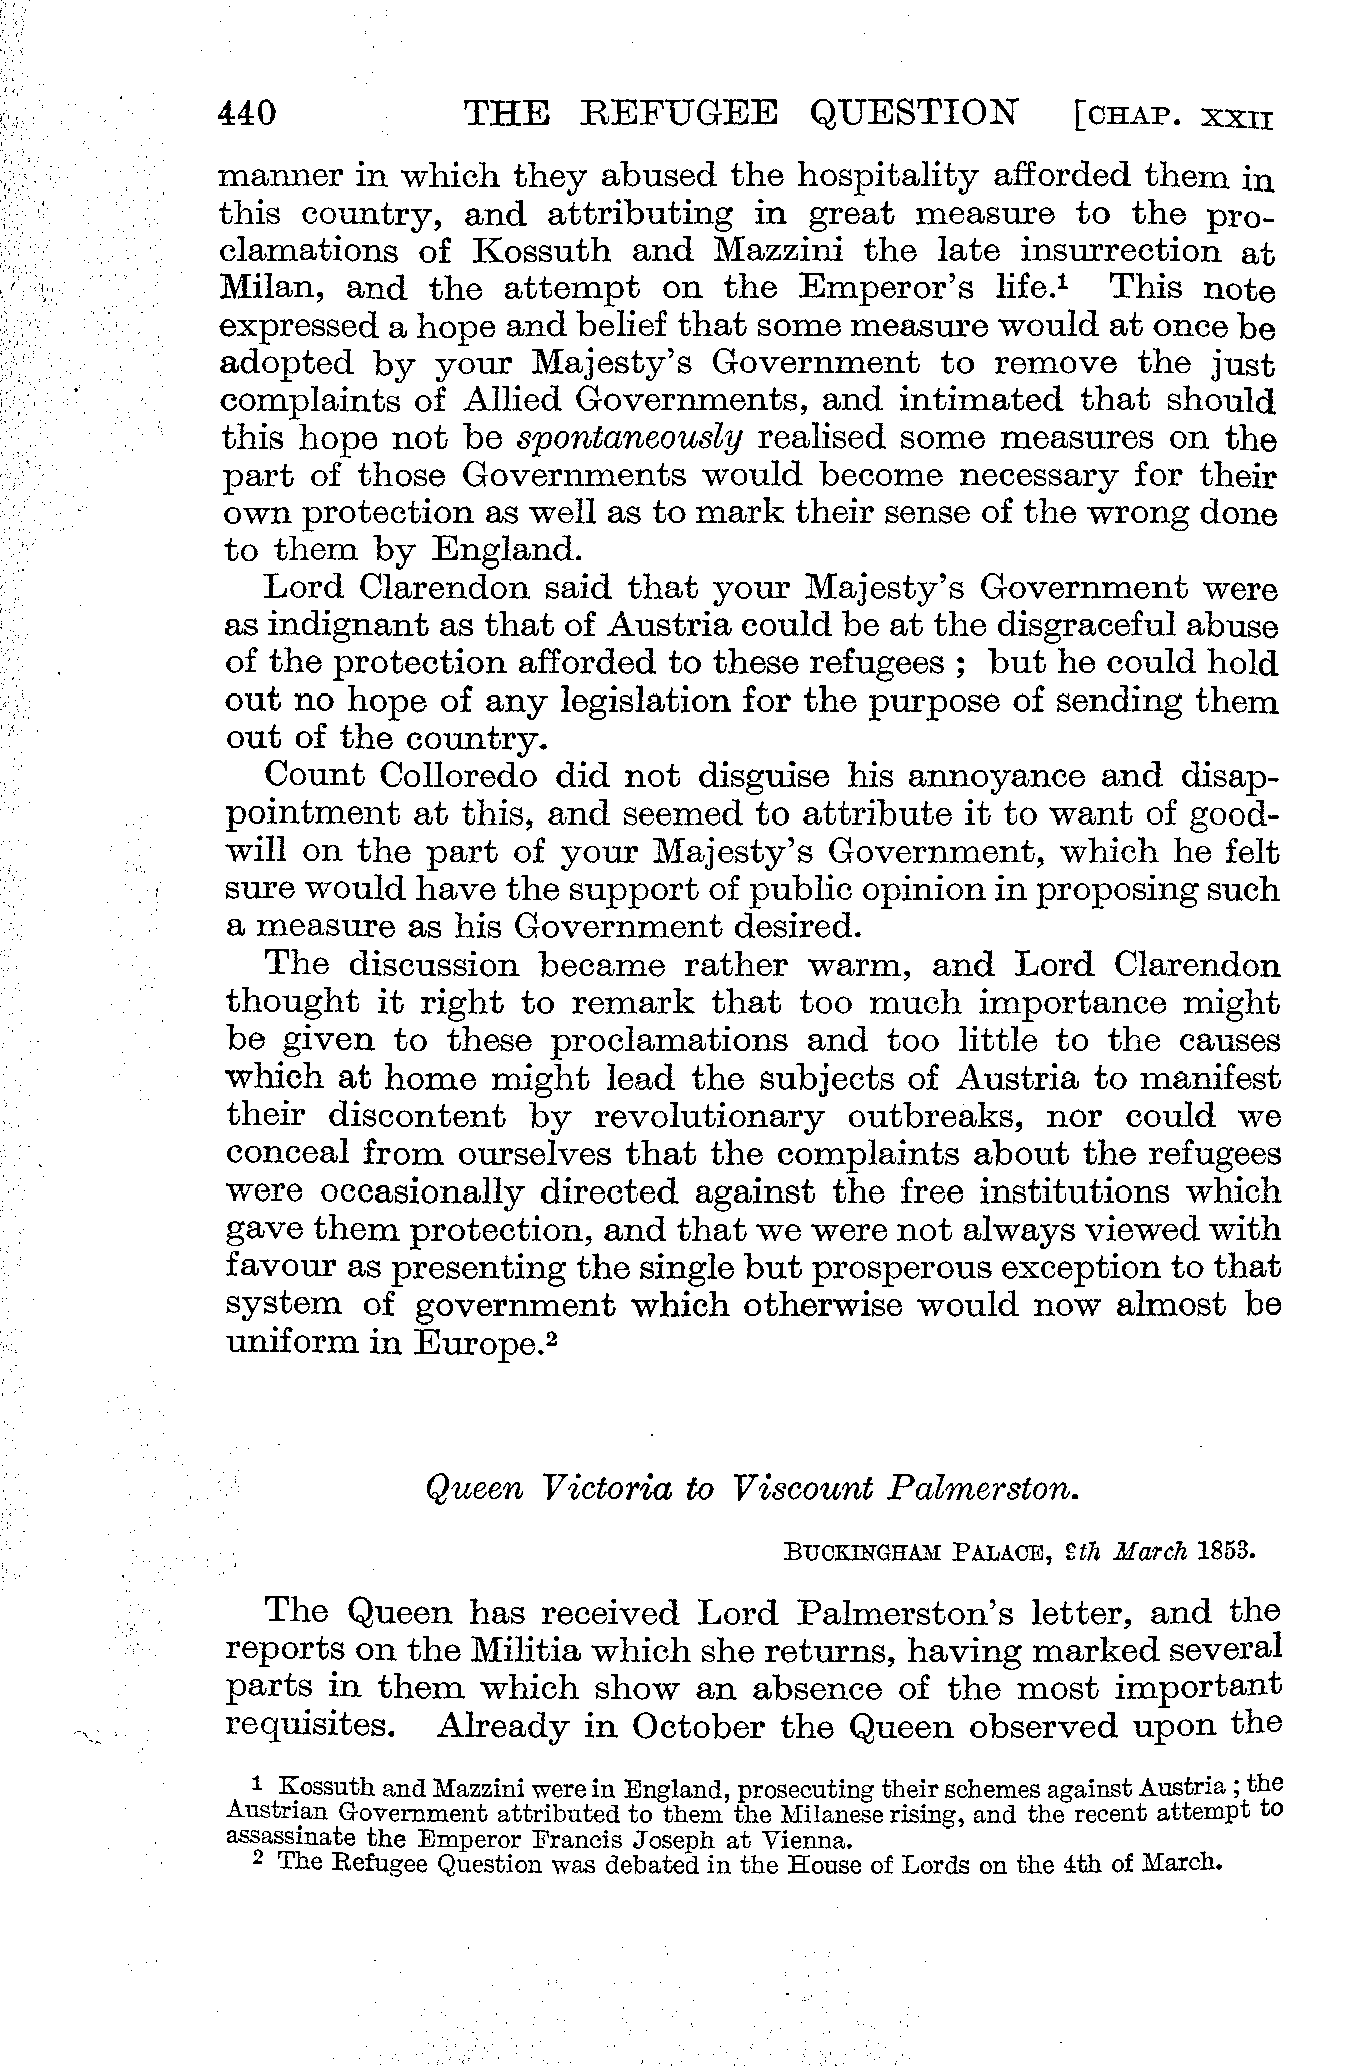 440 THE REFUGEE QUESTION [CHAP. XXII
manner in which they abused the hospitality afforded them in
this country, and attributing in great measure to the pro-
clamations of Kossuth and Mazzini the late insurrection at
Milan, and the attempt on the Emperor's life.¹ This note
expressed a hope and belief that some measure would at once be
adopted by your Majesty's Government to remove the just
complaints of Allied Governments, and intimated that should
this hope not be spontaneously realised some measures on the
part of those Governments would become necessary for their
own protection as well as to mark their sense of the wrong done
to them by England.
Lord Clarendon said that your Majesty's Government were
as indignant as that of Austria could be at the disgraceful abuse
of the protection afforded to these refugees ; but he could hold
out no hope of any legislation for the purpose of sending them
out of the country.
Count Colloredo did not disguise his annoyance and disap-
pointment at this, and seemed to attribute it to want of good-
will on the part of your Majesty's Government, which he felt
sure would have the support of public opinion in proposing such
a measure as his Government desired.
The discussion became rather warm, and Lord Clarendon
thought it right to remark that too much importance might
be given to these proclamations and too little to the causes
which at home might lead the subjects of Austria to manifest
their discontent by revolutionary outbreaks, nor could we
conceal from ourselves that the complaints about the refugees
were occasionally directed against the free institutions which
gave them protection, and that we were not always viewed with
favour as presenting the single but prosperous exception to that
system of government which otherwise would now almost be
uniform in Europe.²
Queen Victoria to Viscount Palmerston.
BUCKINGHAM PALACE, March 1853.
The Queen has received Lord Palmerston's letter, and the
reports on the Militia which she returns, having marked several
parts in them which show an absence of the most important
requisites. Already in October the Queen observed upon the
¹ Kossuth and Mazzini were in England, prosecuting their schemes against Austria ; the
Austrian Government attributed to them the Milanese rising, and the recent attempt to
assassinate the Emperor Francis Joseph at Vienna.
² The Refugee Question was debated in the House of Lords on the 4th of March.